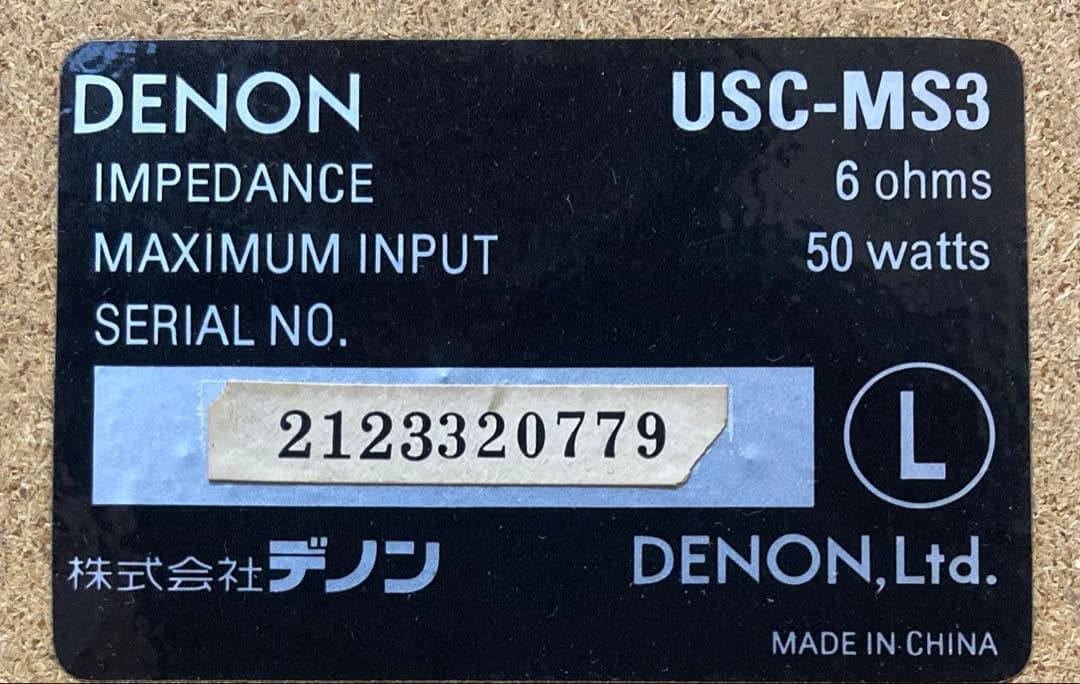 DENON USC-MS3
IMPEDANCE 6 ohms
MAXIMUM INPUT 50 watts
SERIAL NO.
2123320779 L
株式会社デノン DENON,Ltd.
MADE IN CHINA